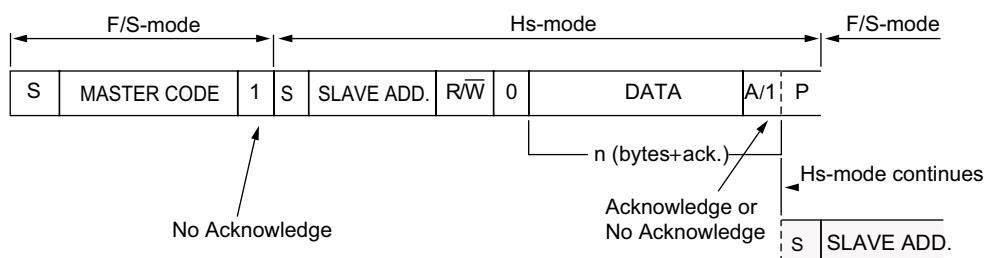 F/S-mode Hs-mode F/S-mode
S MASTER CODE 1 S SLAVE ADD. R/W̅ 0 DATA A/1 P
n (bytes+ack.)
Hs-mode continues
No Acknowledge
Acknowledge or
No Acknowledge
S SLAVE ADD.